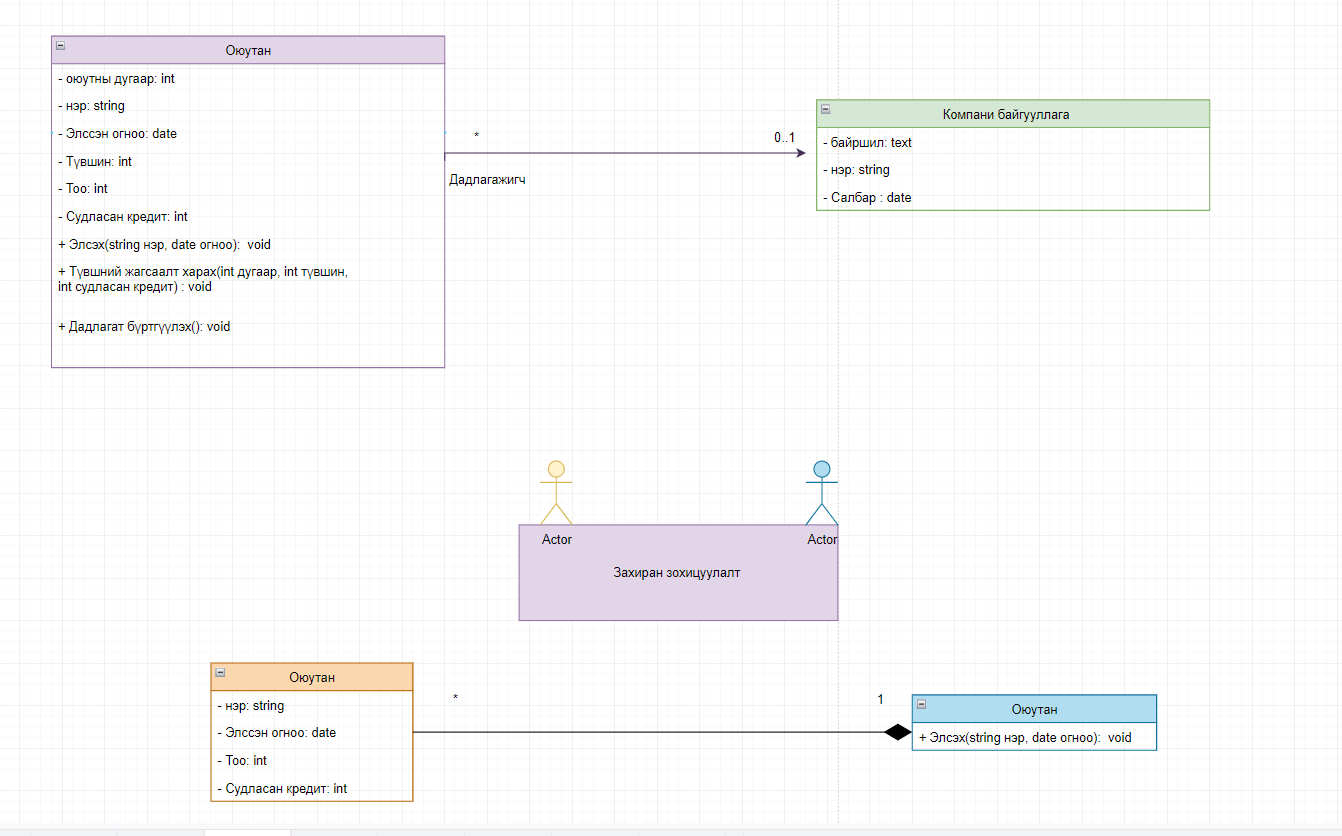 Оюутан
- оюутны дугаар: int
- нэр: string
- Элссэн огноо: date
- Түвшин: int
- Тоо: int
- Судласан кредит: int
+ Элсэх(string нэр, date огноо):  void
+ Түвшний жагсаалт харах(int дугаар, int түвшин,
int судласан кредит) : void
+ Дадлагат бүртгүүлэх(): void
*
0..1
Дадлагажигч
Компани байгууллага
- байршил: text
- нэр: string
- Салбар : date
Actor
Actor
Захиран зохицуулалт
Оюутан
- нэр: string
- Элссэн огноо: date
- Тоо: int
- Судласан кредит: int
*
1
Оюутан
+ Элсэх(string нэр, date огноо):  void